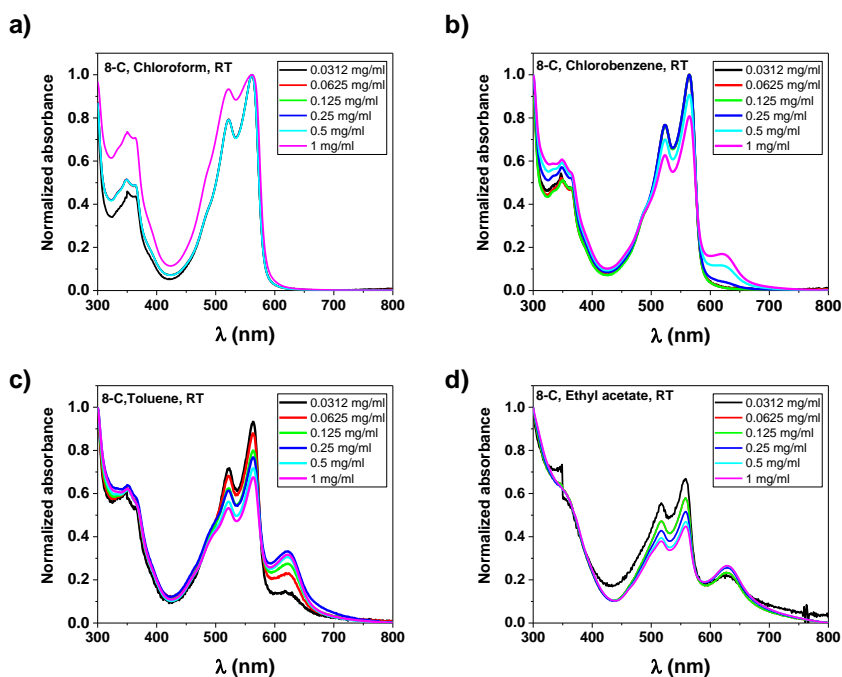 a)
8-C, Chloroform, RT
0.0312 mg/ml
0.0625 mg/ml
0.125 mg/ml
0.25 mg/ml
0.5 mg/ml
1 mg/ml
Normalized absorbance
1.0
0.8
0.6
0.4
0.2
0.0
300 400 500 600 700 800
λ (nm)
b)
8-C, Chlorobenzene, RT
0.0312 mg/ml
0.0625 mg/ml
0.125 mg/ml
0.25 mg/ml
0.5 mg/ml
1 mg/ml
Normalized absorbance
1.0
0.8
0.6
0.4
0.2
0.0
300 400 500 600 700 800
λ (nm)
c)
8-C,Toluene, RT
0.0312 mg/ml
0.0625 mg/ml
0.125 mg/ml
0.25 mg/ml
0.5 mg/ml
1 mg/ml
Normalized absorbance
1.0
0.8
0.6
0.4
0.2
0.0
300 400 500 600 700 800
λ (nm)
d)
8-C, Ethyl acetate, RT
0.0312 mg/ml
0.0625 mg/ml
0.125 mg/ml
0.25 mg/ml
0.5 mg/ml
1 mg/ml
Normalized absorbance
1.0
0.8
0.6
0.4
0.2
0.0
300 400 500 600 700 800
λ (nm)